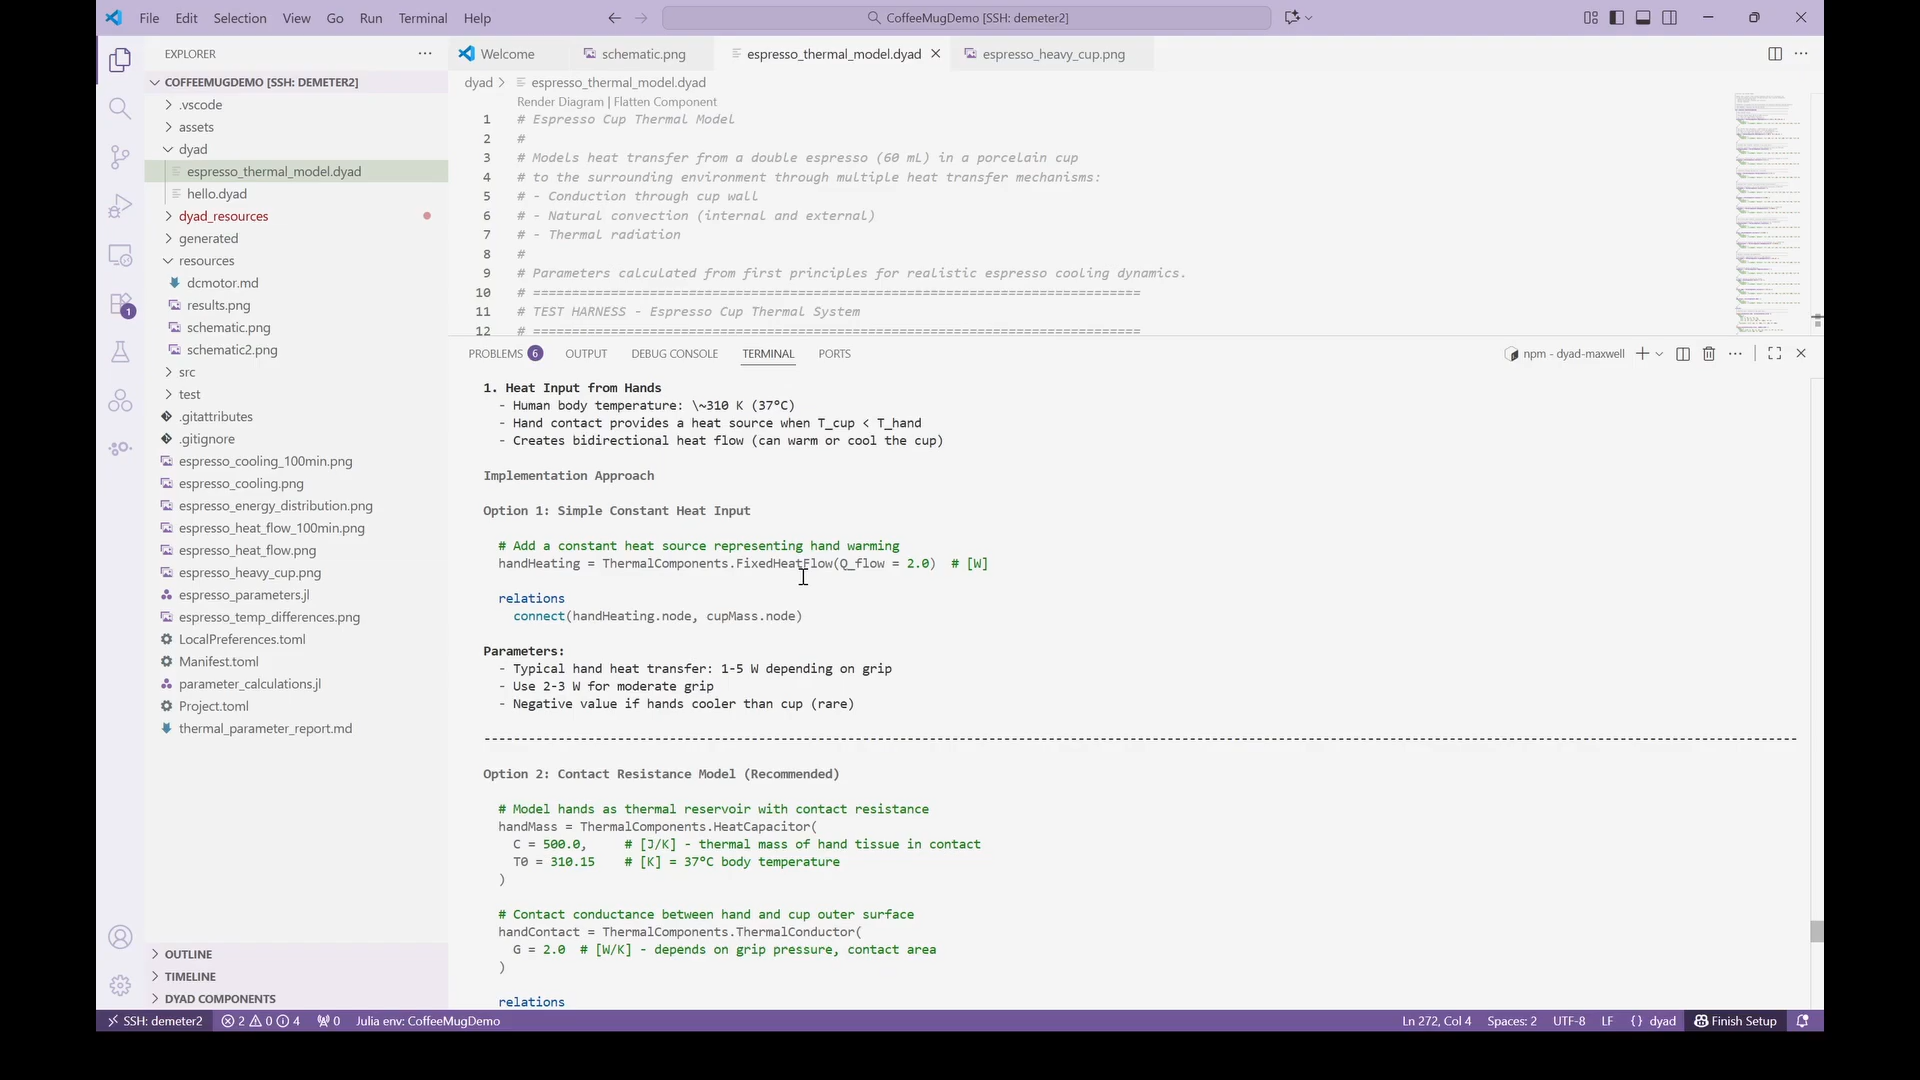 File Edit Selection View Go Run Terminal Help
CoffeeMugDemo [SSH: demeter2]
EXPLORER
COFFEEMUGDEMO [SSH: DEMETER2]
.vscode
assets
dyad
espresso_thermal_model.dyad
hello.dyad
dyad_resources
generated
resources
dcmotor.md
results.png
schematic.png
schematic2.png
src
test
.gitattributes
.gitignore
espresso_cooling_100min.png
espresso_cooling.png
espresso_energy_distribution.png
espresso_heat_flow_100min.png
espresso_heat_flow.png
espresso_heavy_cup.png
espresso_parameters.jl
espresso_temp_differences.png
LocalPreferences.toml
Manifest.toml
parameter_calculations.jl
Project.toml
thermal_parameter_report.md
OUTLINE
TIMELINE
DYAD COMPONENTS
1
Welcome schematic.png espresso_thermal_model.dyad espresso_heavy_cup.png
dyad > espresso_thermal_model.dyad
Render Diagram | Flatten Component
1 # Espresso Cup Thermal Model
2 #
3 # Models heat transfer from a double espresso (60 mL) in a porcelain cup
4 # to the surrounding environment through multiple heat transfer mechanisms:
5 # - Conduction through cup wall
6 # - Natural convection (internal and external)
7 # - Thermal radiation
8 #
9 # Parameters calculated from first principles for realistic espresso cooling dynamics.
10 # ==============================================================================
11 # TEST HARNESS - Espresso Cup Thermal System
12 # ==============================================================================
PROBLEMS 6 OUTPUT DEBUG CONSOLE TERMINAL PORTS
npm - dyad-maxwell
1. Heat Input from Hands
- Human body temperature: \~310 K (37°C)
- Hand contact provides a heat source when T_cup < T_hand
- Creates bidirectional heat flow (can warm or cool the cup)
Implementation Approach
Option 1: Simple Constant Heat Input
# Add a constant heat source representing hand warming
handHeating = ThermalComponents.FixedHeatFlow(Q_flow = 2.0) # [W]
relations
connect(handHeating.node, cupMass.node)
Parameters:
- Typical hand heat transfer: 1-5 W depending on grip
- Use 2-3 W for moderate grip
- Negative value if hands cooler than cup (rare)
Option 2: Contact Resistance Model (Recommended)
# Model hands as thermal reservoir with contact resistance
handMass = ThermalComponents.HeatCapacitor(
C = 500.0, # [J/K] - thermal mass of hand tissue in contact
T0 = 310.15 # [K] = 37°C body temperature
)
# Contact conductance between hand and cup outer surface
handContact = ThermalComponents.ThermalConductor(
G = 2.0 # [W/K] - depends on grip pressure, contact area
)
relations
SSH: demeter2 2 0 4 0 Julia env: CoffeeMugDemo Ln 272, Col 4 Spaces: 2 UTF-8 LF {} dyad Finish Setup